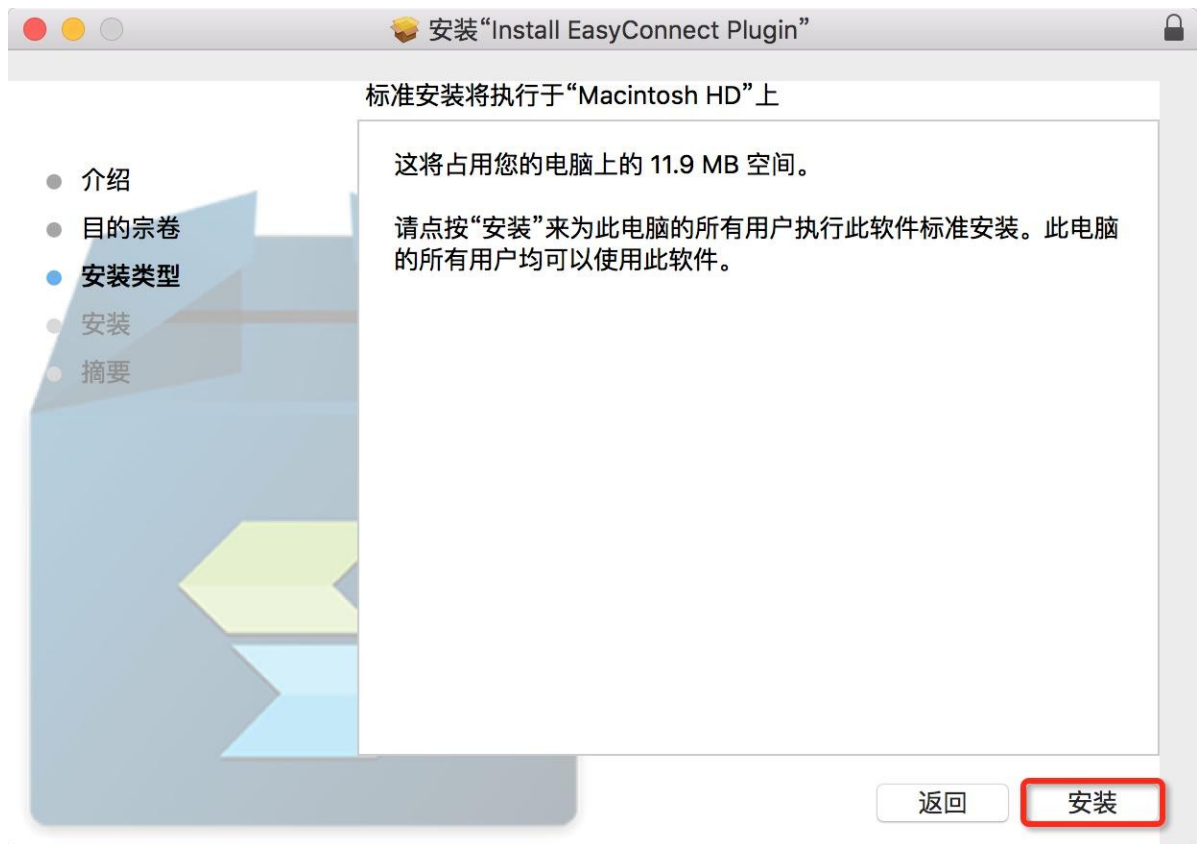 安装“Install EasyConnect Plugin”
标准安装将执行于“Macintosh HD”上
介绍
目的宗卷
安装类型
安装
摘要
这将占用您的电脑上的 11.9 MB 空间。
请点按“安装”来为此电脑的所有用户执行此软件标准安装。此电脑
的所有用户均可以使用此软件。
返回
安装